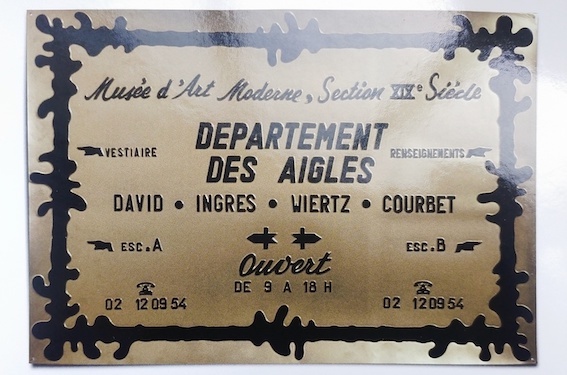 Musée d'Art Moderne, Section XIXe Siécle
DEPARTEMENT
VESTIAIRE RENSEIGNEMENTS
DES AIGLES
DAVID • INGRES • WIERTZ • COURBET
ESC.A ESC.B
Ouvert
DE 9 A 18 H
02 120954 02 120954